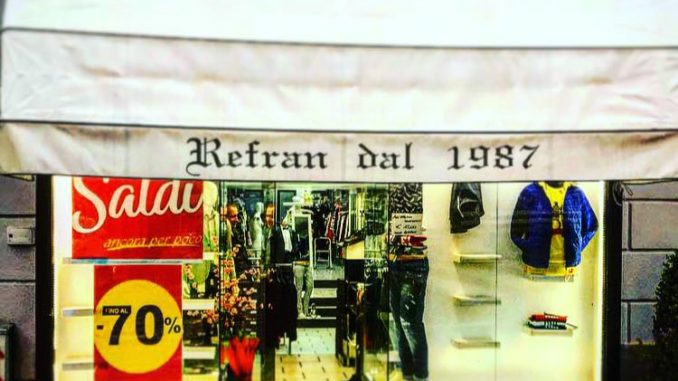 Refran dal 1987
Saldi
ancora per poco
FINO AL
-70%